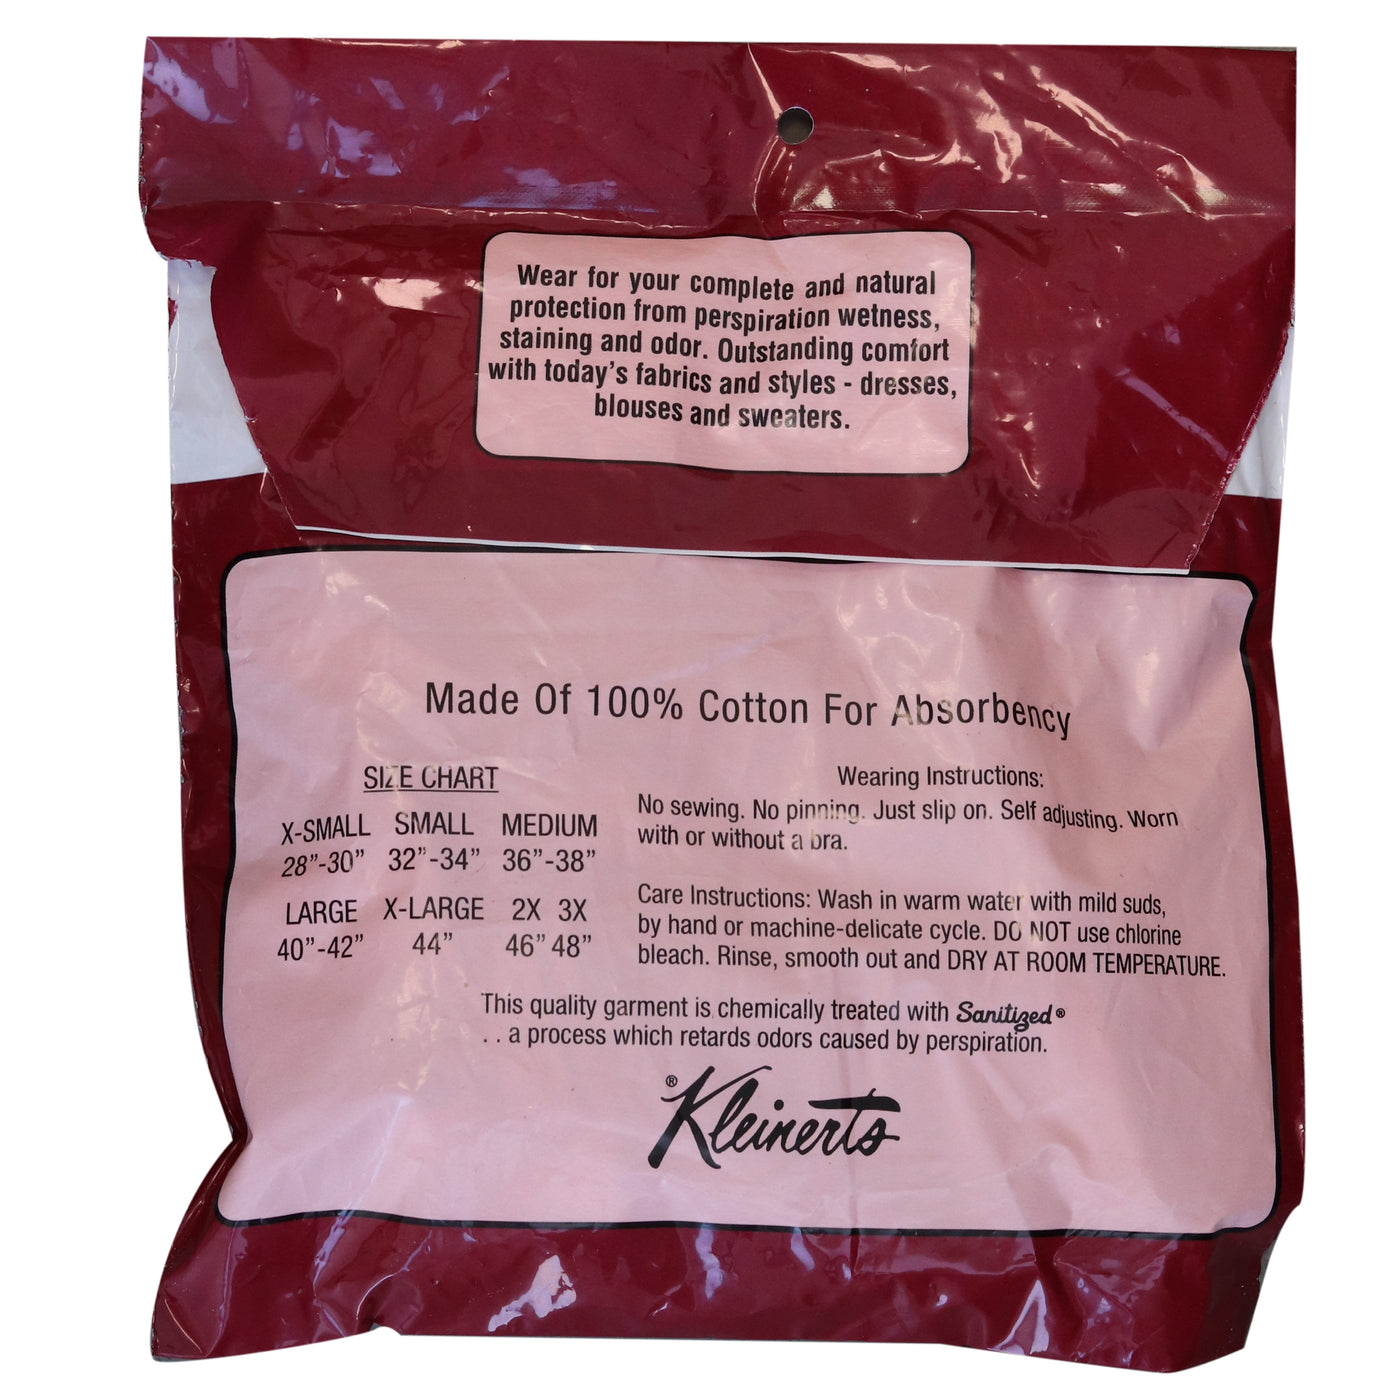 Wear for your complete and natural
protection from perspiration wetness,
staining and odor. Outstanding comfort
with today's fabrics and styles - dresses,
blouses and sweaters.
Made Of 100% Cotton For Absorbency
SIZE CHART
X-SMALL SMALL MEDIUM
28”-30” 32”-34” 36”-38”
LARGE X-LARGE 2X 3X
40”-42” 44” 46” 48”
Wearing Instructions:
No sewing. No pinning. Just slip on. Self adjusting. Worn
with or without a bra.
Care Instructions: Wash in warm water with mild suds,
by hand or machine-delicate cycle. DO NOT use chlorine
bleach. Rinse, smooth out and DRY AT ROOM TEMPERATURE.
This quality garment is chemically treated with Sanitized®
. . a process which retards odors caused by perspiration.
®Kleinerts